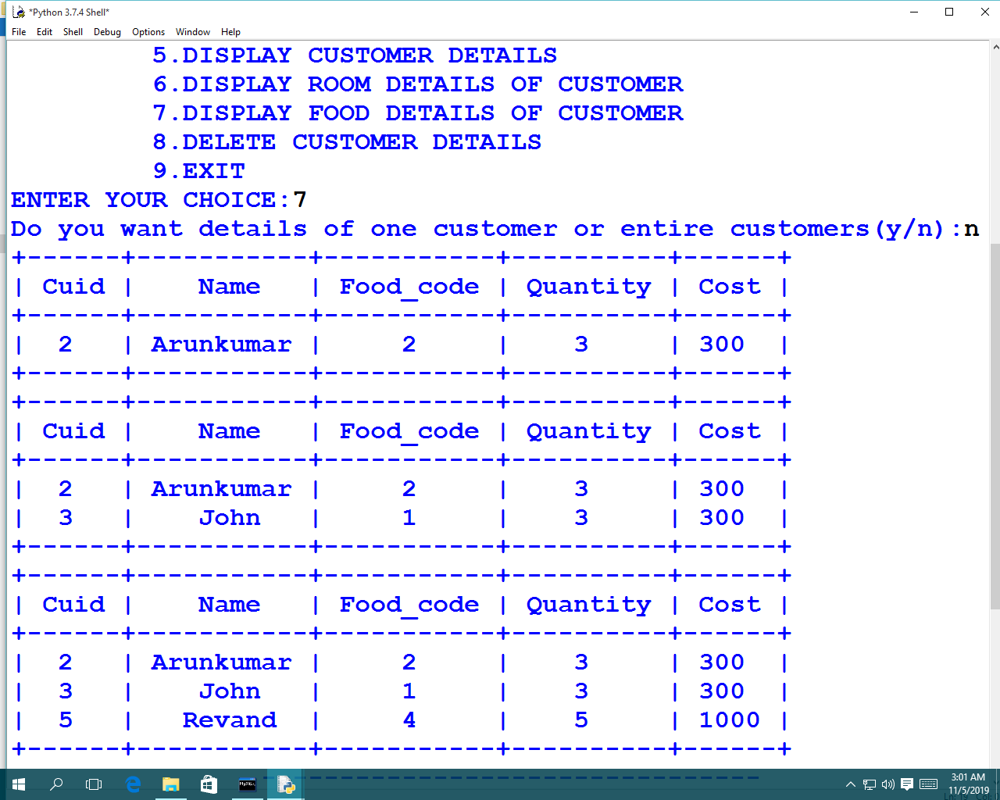 *Python 3.7.4 Shell*
File Edit Shell Debug Options Window Help
5.DISPLAY CUSTOMER DETAILS
6.DISPLAY ROOM DETAILS OF CUSTOMER
7.DISPLAY FOOD DETAILS OF CUSTOMER
8.DELETE CUSTOMER DETAILS
9.EXIT
ENTER YOUR CHOICE:7
Do you want details of one customer or entire customers(y/n):n
+------+-----------+-----------+----------+------+
| Cuid |    Name   | Food_code | Quantity | Cost |
+------+-----------+-----------+----------+------+
|  2   | Arunkumar |     2     |    3     | 300  |
+------+-----------+-----------+----------+------+
+------+-----------+-----------+----------+------+
| Cuid |    Name   | Food_code | Quantity | Cost |
+------+-----------+-----------+----------+------+
|  2   | Arunkumar |     2     |    3     | 300  |
|  3   |    John   |     1     |    3     | 300  |
+------+-----------+-----------+----------+------+
+------+-----------+-----------+----------+------+
| Cuid |    Name   | Food_code | Quantity | Cost |
+------+-----------+-----------+----------+------+
|  2   | Arunkumar |     2     |    3     | 300  |
|  3   |    John   |     1     |    3     | 300  |
|  5   |   Revand  |     4     |    5     | 1000 |
+------+-----------+-----------+----------+------+
3:01 AM
11/5/2019